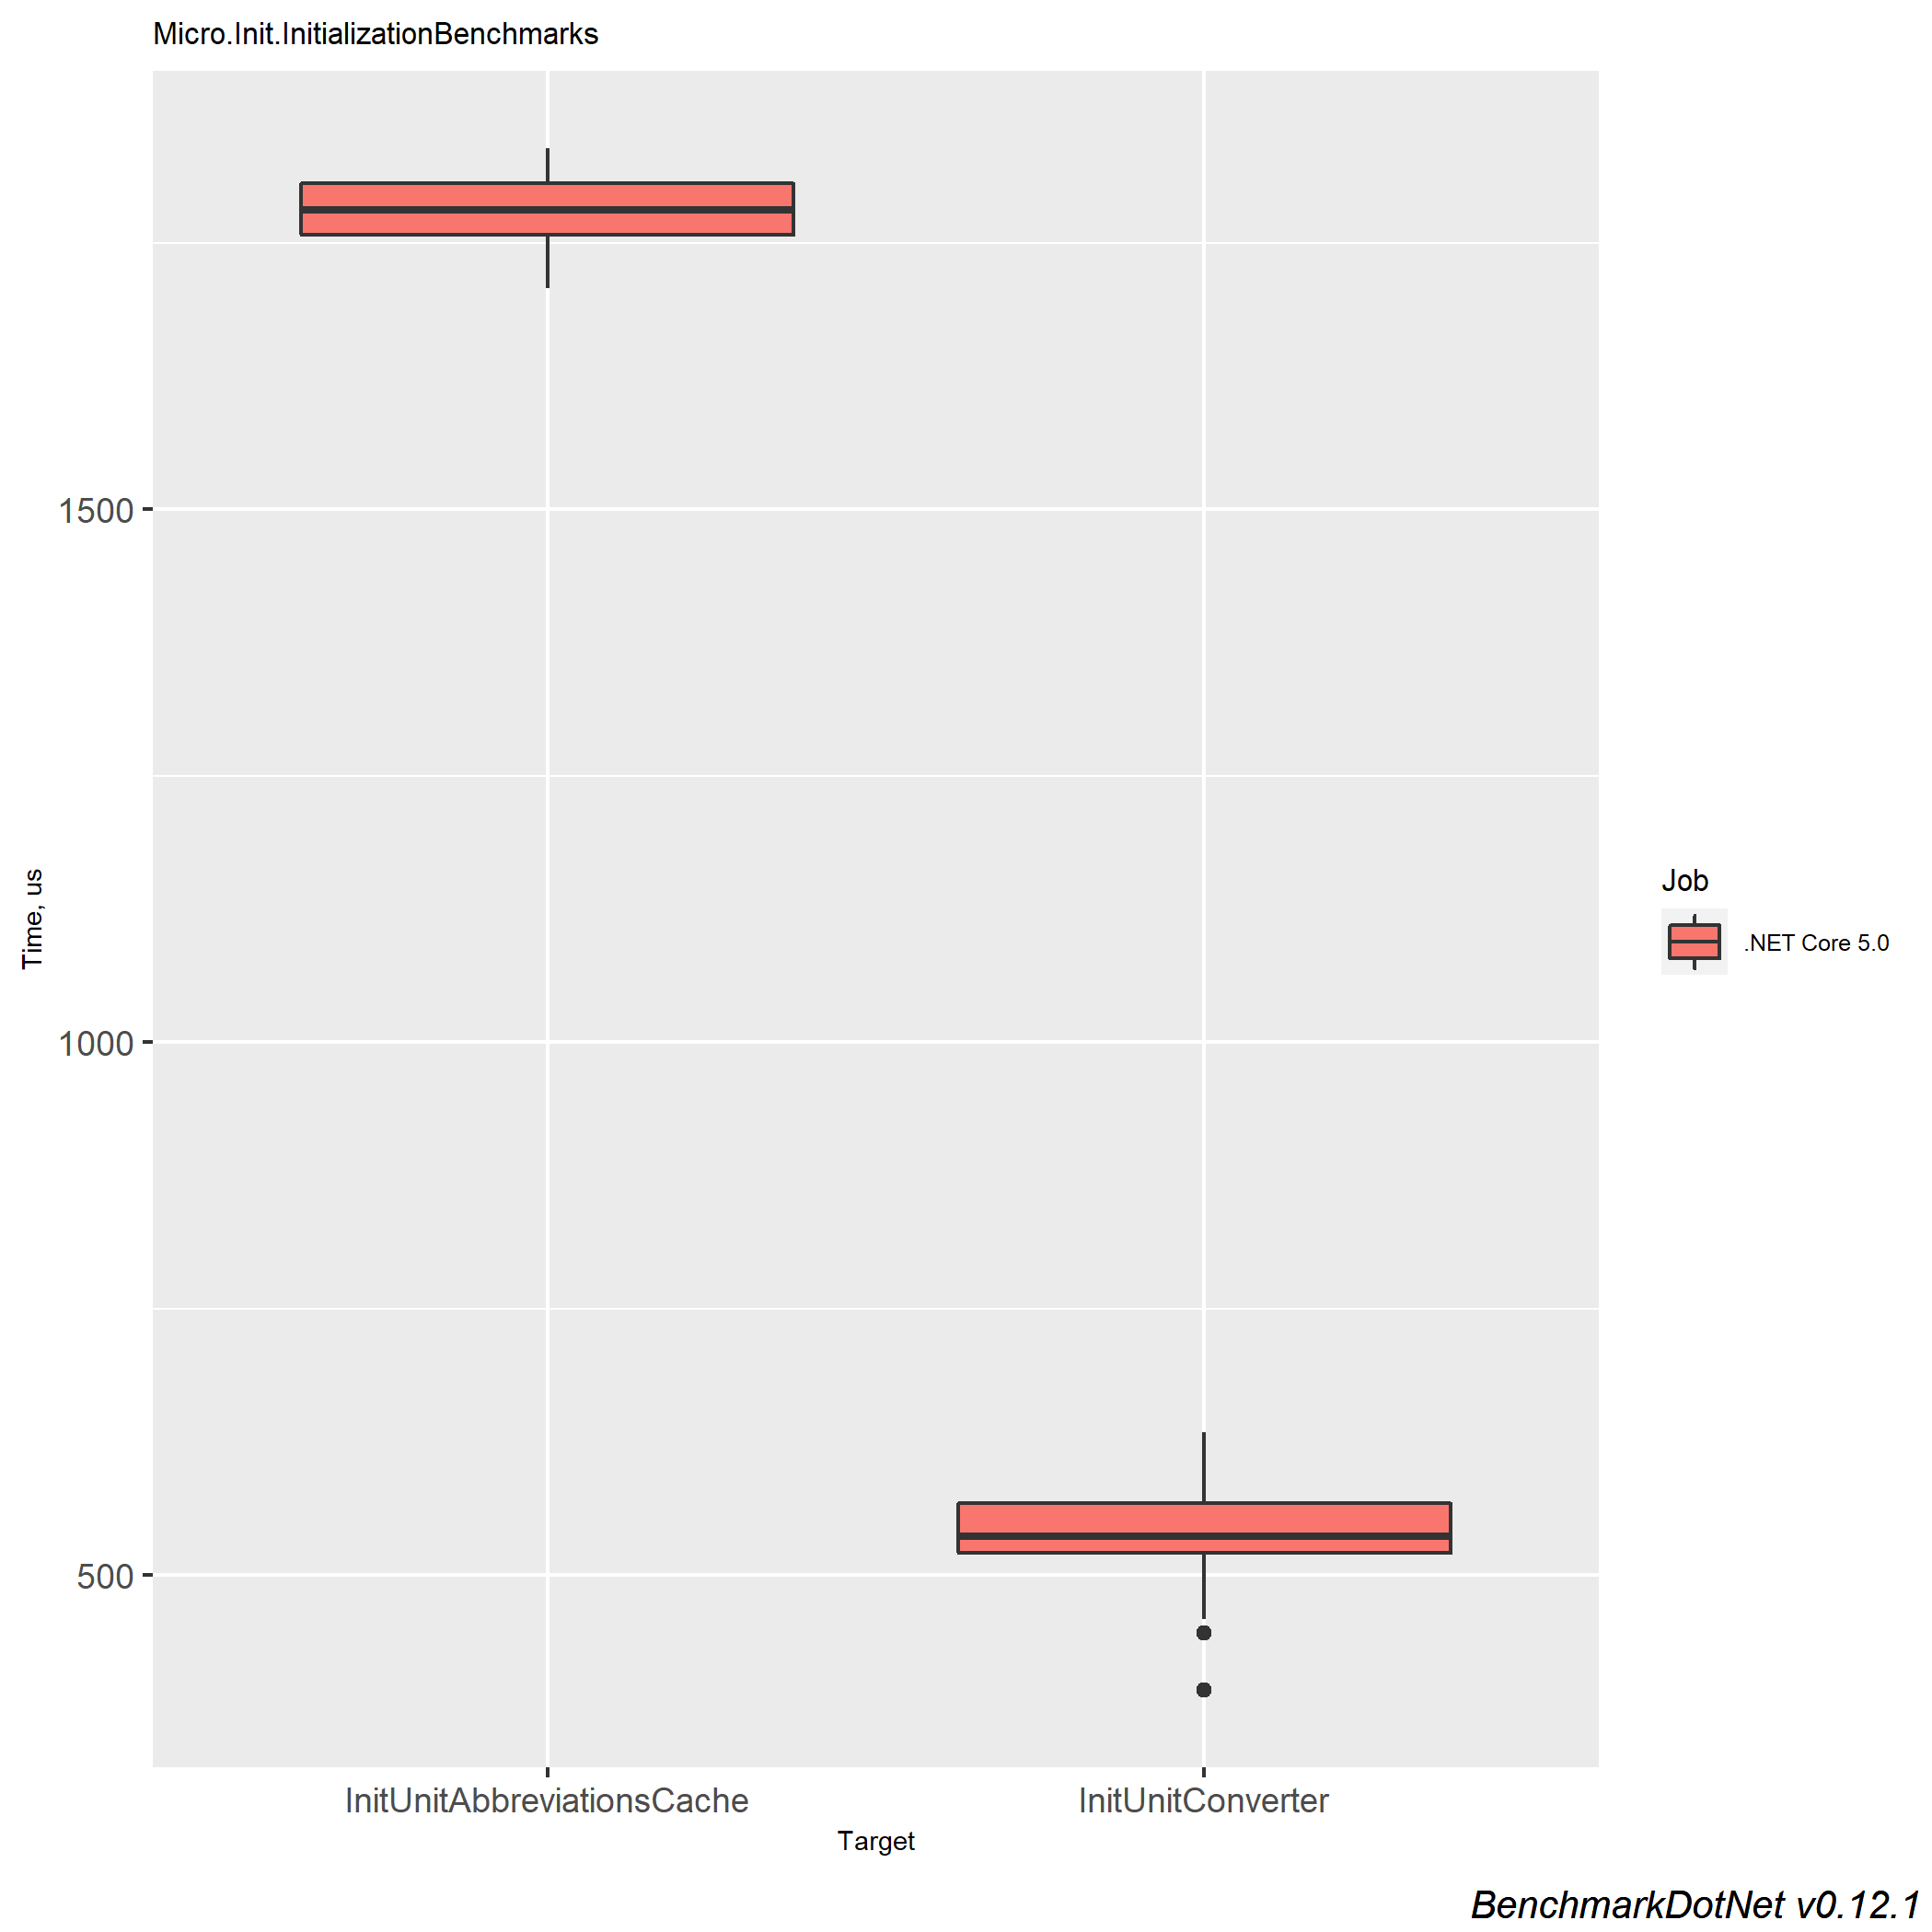 Micro.Init.InitializationBenchmarks
Time, us
1500
1000
500
InitUnitAbbreviationsCache
InitUnitConverter
Target
Job
.NET Core 5.0
BenchmarkDotNet v0.12.1